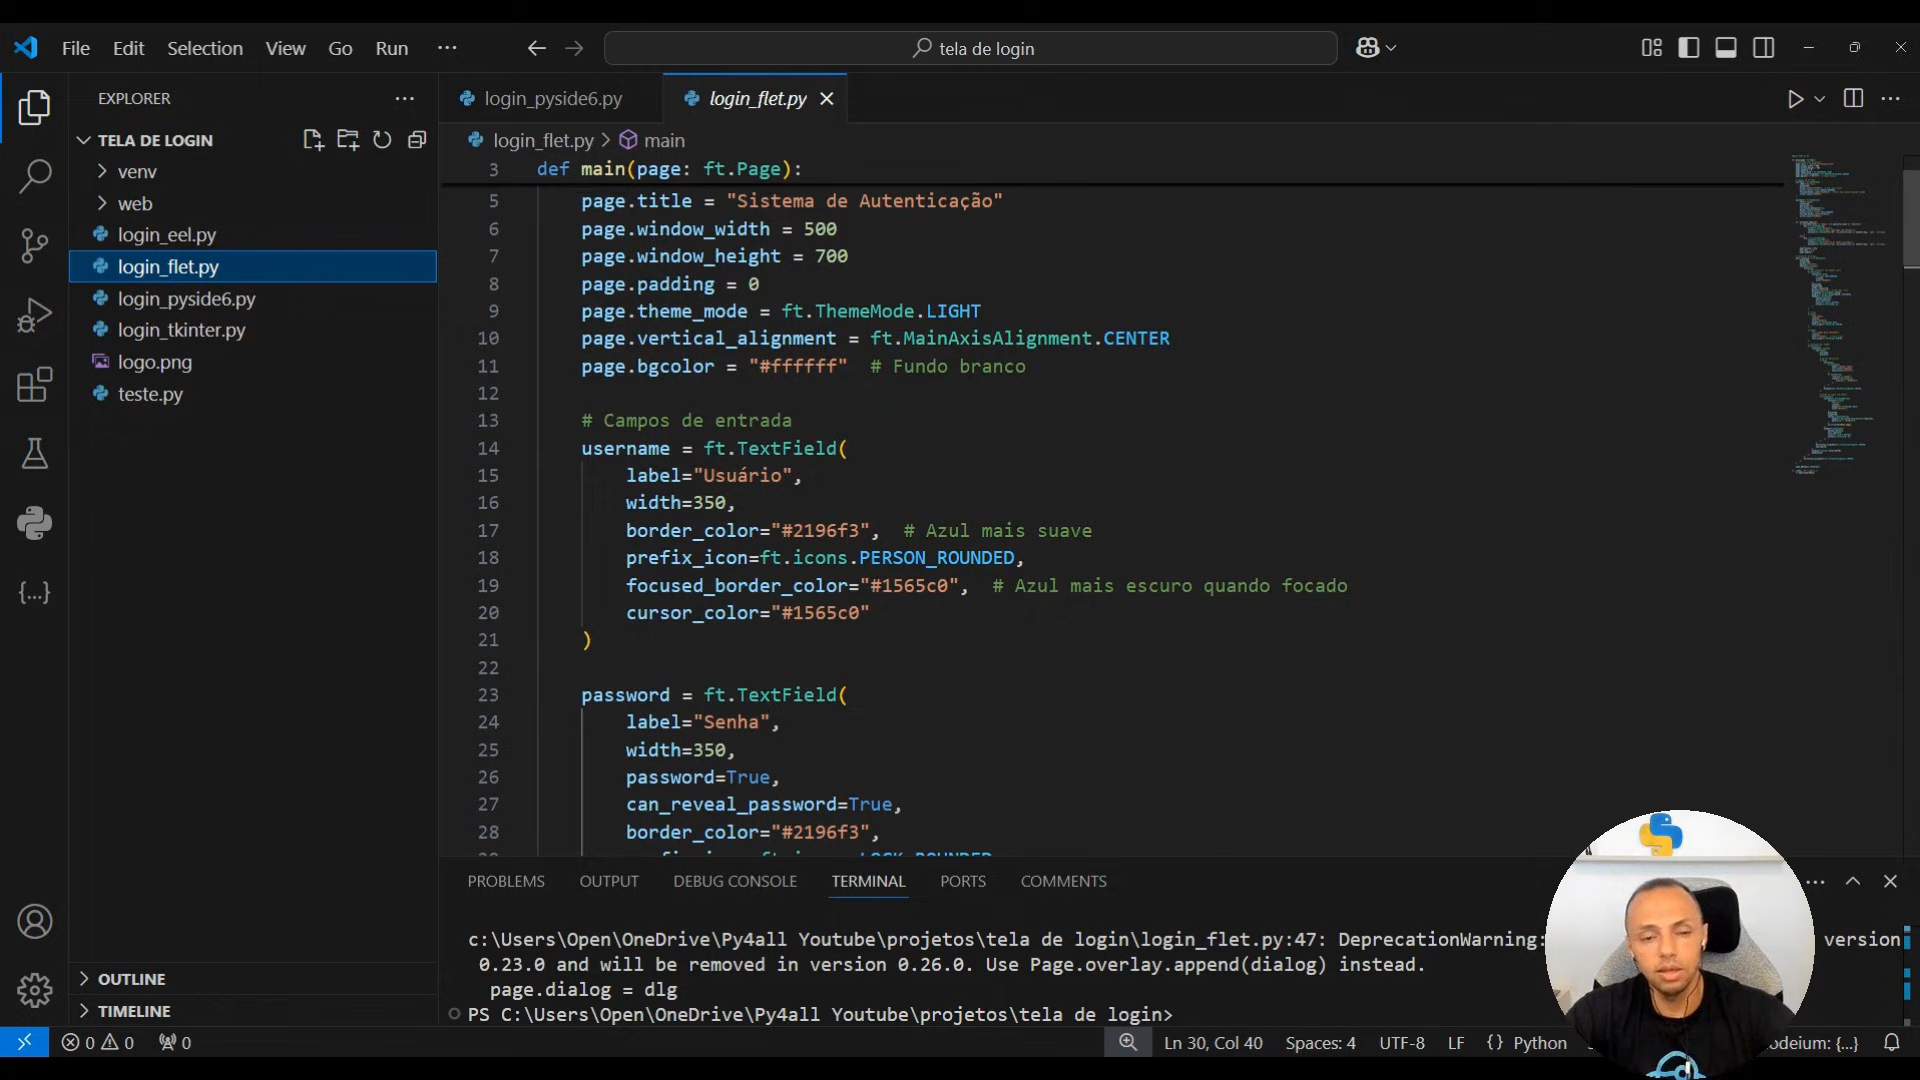 File Edit Selection View Go Run ···
tela de login
EXPLORER
login_pyside6.py
login_flet.py
TELA DE LOGIN
login_flet.py > main
venv
web
login_eel.py
login_flet.py
login_pyside6.py
login_tkinter.py
logo.png
teste.py
3 def main(page: ft.Page):
5 page.title = "Sistema de Autenticação"
6 page.window_width = 500
7 page.window_height = 700
8 page.padding = 0
9 page.theme_mode = ft.ThemeMode.LIGHT
10 page.vertical_alignment = ft.MainAxisAlignment.CENTER
11 page.bgcolor = "#ffffff" # Fundo branco
12
13 # Campos de entrada
14 username = ft.TextField(
15 label="Usuário",
16 width=350,
17 border_color="#2196f3", # Azul mais suave
18 prefix_icon=ft.icons.PERSON_ROUNDED,
19 focused_border_color="#1565c0", # Azul mais escuro quando focado
20 cursor_color="#1565c0"
21 )
22
23 password = ft.TextField(
24 label="Senha",
25 width=350,
26 password=True,
27 can_reveal_password=True,
28 border_color="#2196f3",
PROBLEMS OUTPUT DEBUG CONSOLE TERMINAL PORTS COMMENTS
c:\Users\Open\OneDrive\Py4all Youtube\projetos\tela de login\login_flet.py:47: DeprecationWarning: version
0.23.0 and will be removed in version 0.26.0. Use Page.overlay.append(dialog) instead.
page.dialog = dlg
PS C:\Users\Open\OneDrive\Py4all Youtube\projetos\tela de login>
OUTLINE
TIMELINE
0 0 0
Ln 30, Col 40 Spaces: 4 UTF-8 LF {} Python odeium: {...}